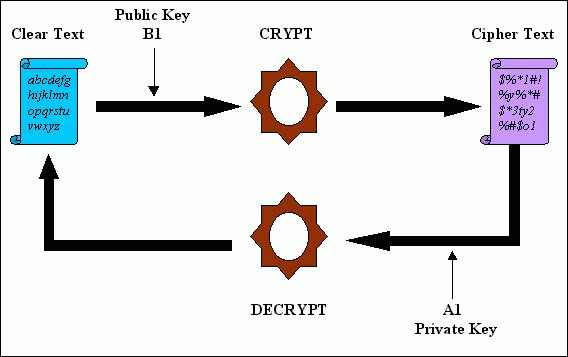 Public Key
B1
Clear Text
CRYPT
Cipher Text
abcdefg
hijklmn
opqrstu
vwxyz
$%*1#!
%y%*#
$*3ty2
%#$o1
DECRYPT
A1
Private Key